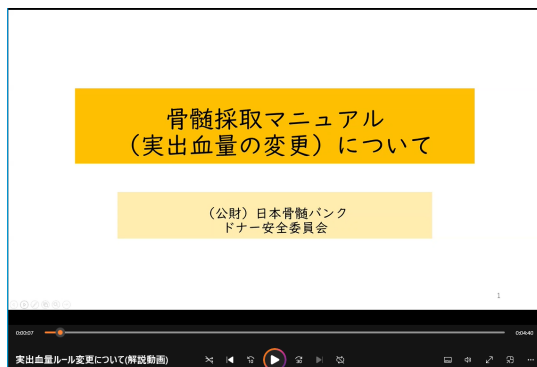 骨髄採取マニュアル
（実出血量の変更）について
（公財）日本骨髄バンク
ドナー安全委員会
1
0:00:07
0:04:40
実出血量ルール変更について(解説動画)